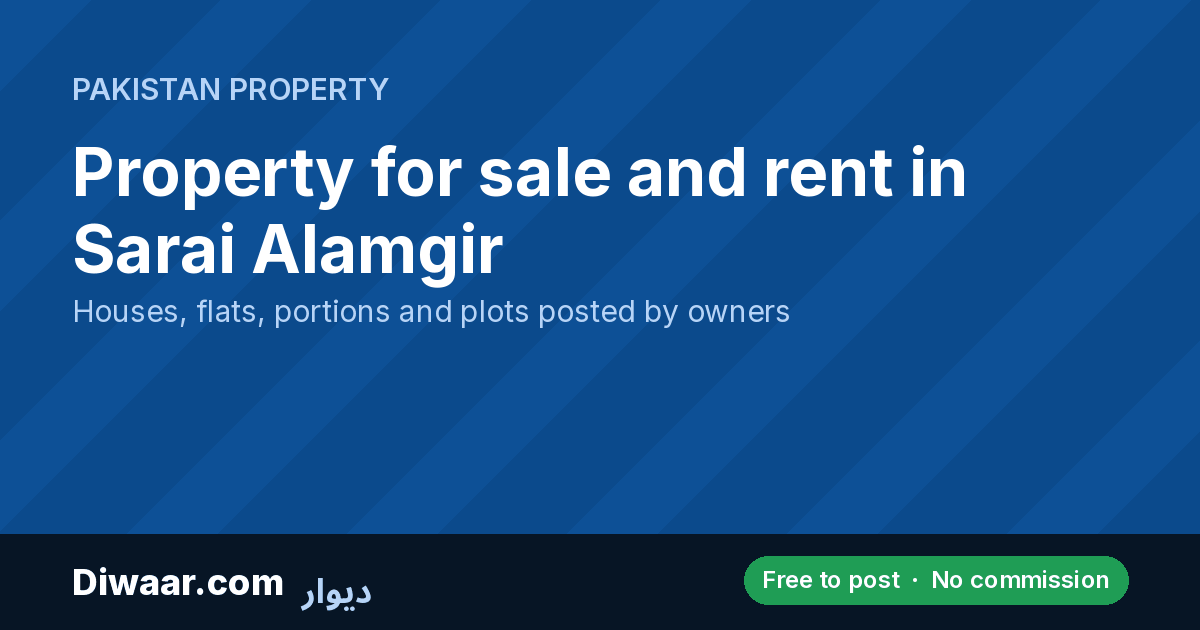 PAKISTAN PROPERTY
Property for sale and rent in
Sarai Alamgir
Houses, flats, portions and plots posted by owners
Diwaar.com دیوار
Free to post · No commission